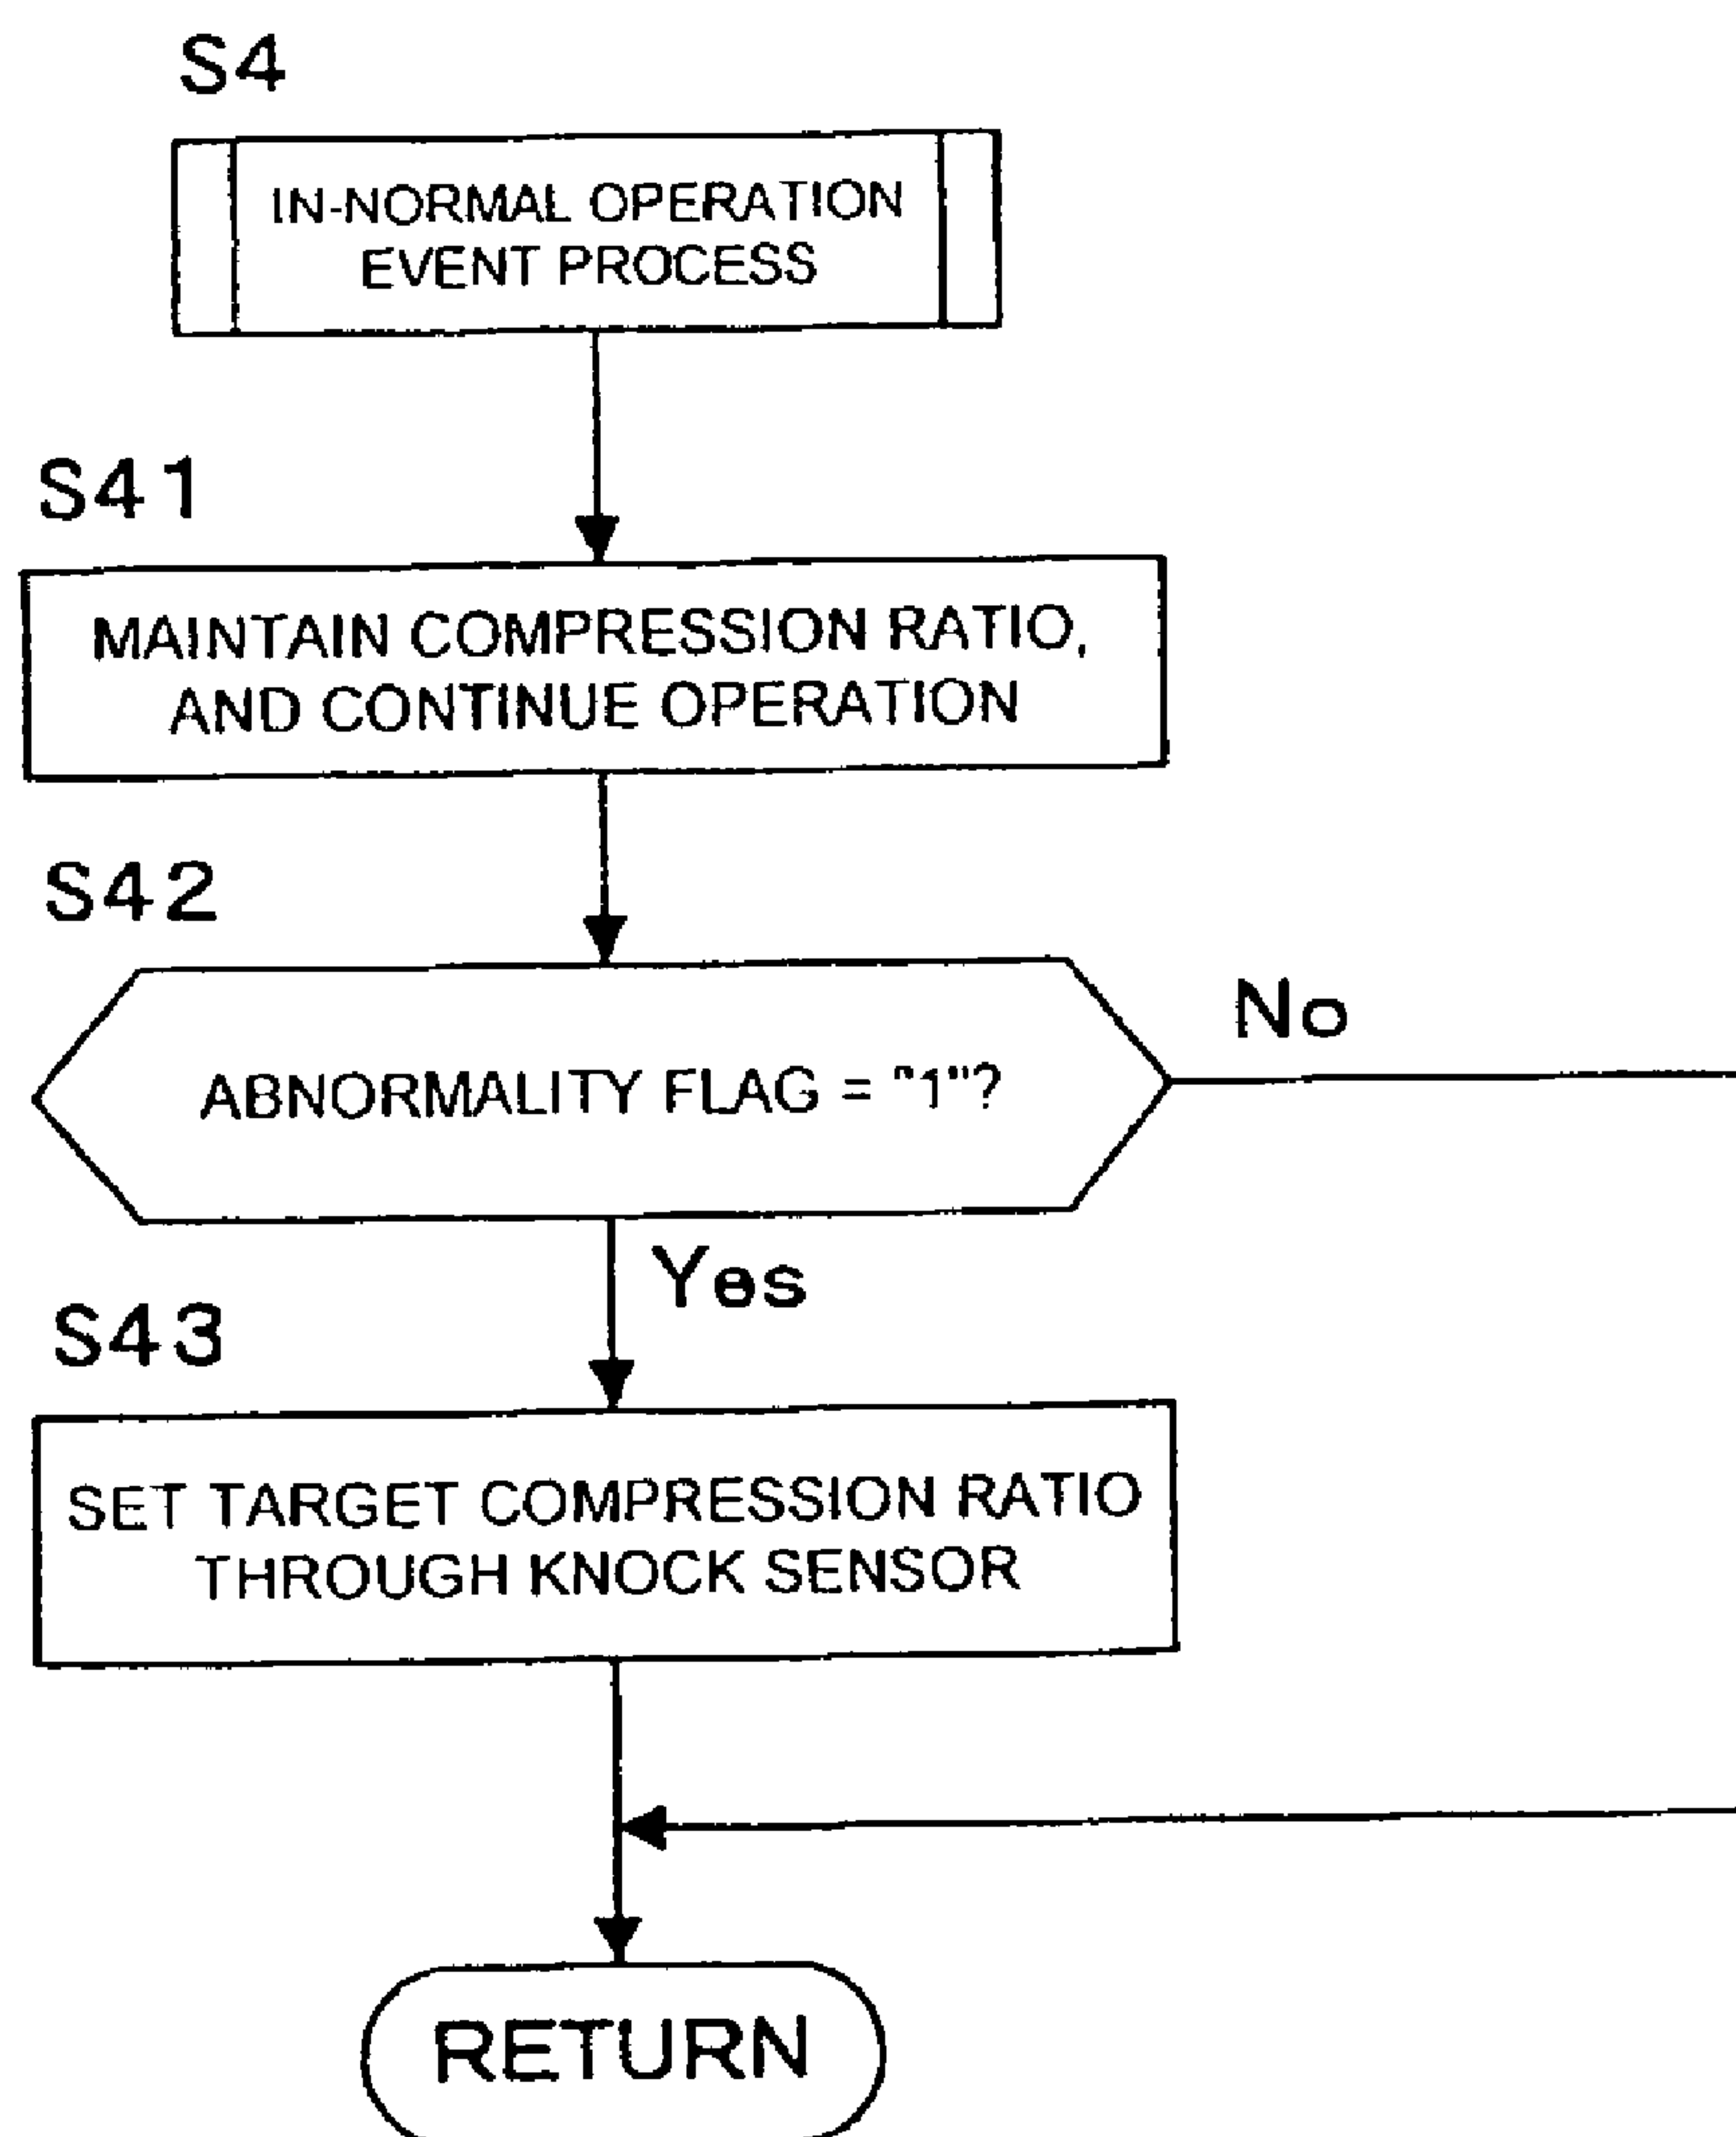 S4
IN-NORMAL OPERATION
EVENT PROCESS
S41
MAINTAIN COMPRESSION RATIO,
AND CONTINUE OPERATION
S42
No
ABNORMALITY FLAG = "1"?
Yes
S43
SET TARGET COMPRESSION RATIO
THROUGH KNOCK SENSOR
RETURN